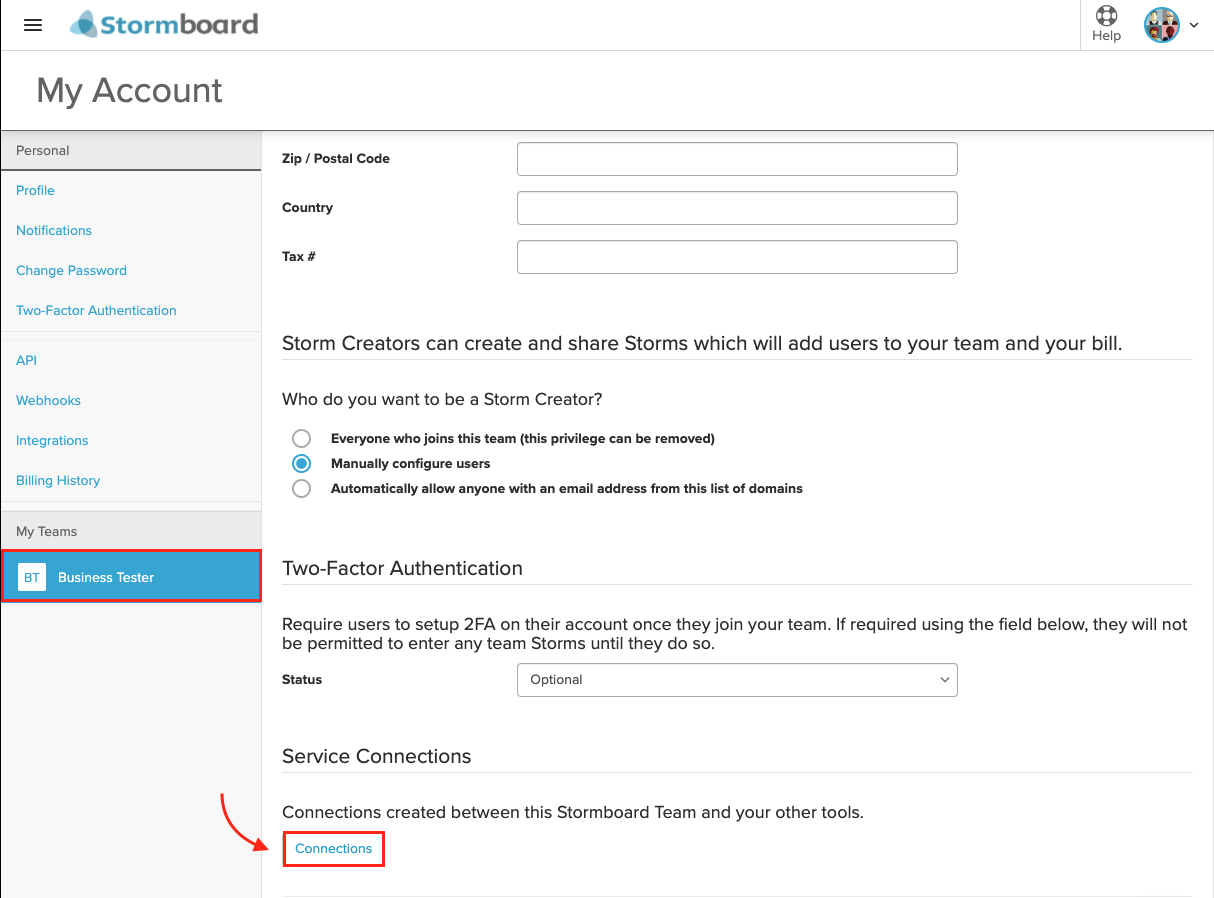 Stormboard
Help
My Account
Personal
Profile
Notifications
Change Password
Two-Factor Authentication
API
Webhooks
Integrations
Billing History
My Teams
BT Business Tester
Zip / Postal Code
Country
Tax #
Storm Creators can create and share Storms which will add users to your team and your bill.
Who do you want to be a Storm Creator?
Everyone who joins this team (this privilege can be removed)
Manually configure users
Automatically allow anyone with an email address from this list of domains
Two-Factor Authentication
Require users to setup 2FA on their account once they join your team. If required using the field below, they will not
be permitted to enter any team Storms until they do so.
Status Optional
Service Connections
Connections created between this Stormboard Team and your other tools.
Connections